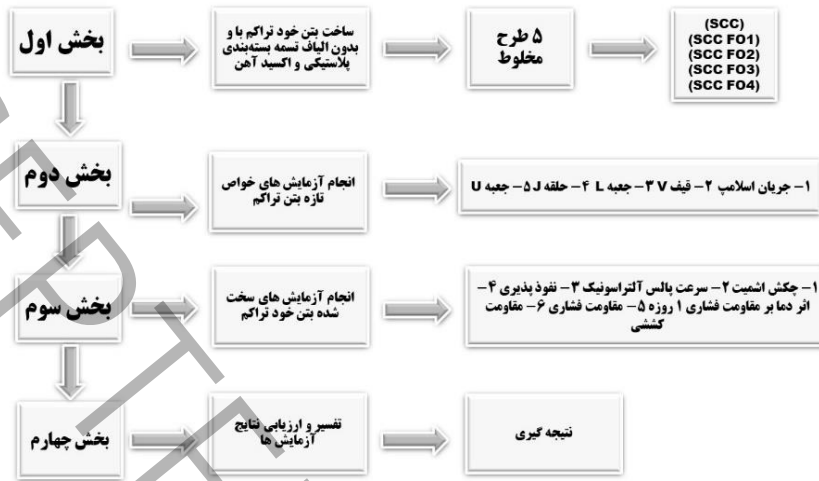 بخش اول
ساخت بتن خود تراکم با و
بدون الیاف تسمه بسته‌بندی
پلاستیکی و اکسید آهن
۵ طرح
مخلوط
(SCC)
(SCC FO1)
(SCC FO2)
(SCC FO3)
(SCC FO4)
بخش دوم
انجام آزمایش های خواص
تازه بتن تراکم
۱- جریان اسلامپ ۲- قیف V ۳- جعبه L ۴- حلقه J ۵- جعبه U
بخش سوم
انجام آزمایش های سخت
شده بتن خود تراکم
۱- چکش اشمیت ۲- سرعت پالس آلتراسونیک ۳- نفوذ پذیری ۴-
اثر دما بر مقاومت فشاری ۱ روزه ۵- مقاومت فشاری ۶- مقاومت
کششی
بخش چهارم
تفسیر و ارزیابی نتایج
آزمایش ها
نتیجه گیری